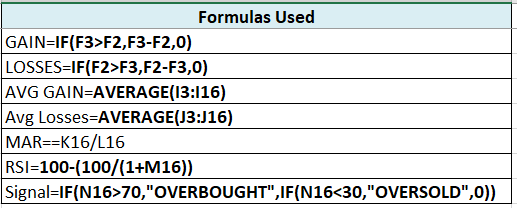 Formulas Used
GAIN=IF(F3>F2,F3-F2,0)
LOSSES=IF(F2>F3,F2-F3,0)
AVG GAIN=AVERAGE(I3:I16)
Avg Losses=AVERAGE(J3:J16)
MAR==K16/L16
RSI=100-(100/(1+M16))
Signal=IF(N16>70,"OVERBOUGHT",IF(N16<30,"OVERSOLD",0))